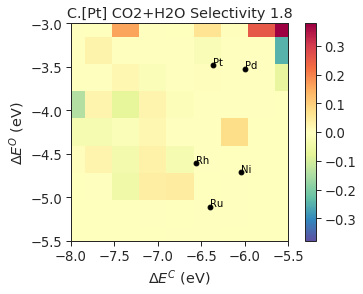 C.[Pt] CO2+H2O Selectivity 1.8
−3.0
−3.5
−4.0
−4.5
−5.0
−5.5
ΔE^O (eV)
Pt
Pd
Rh
Ni
Ru
−8.0 −7.5 −7.0 −6.5 −6.0 −5.5
ΔE^C (eV)
0.3
0.2
0.1
0.0
−0.1
−0.2
−0.3